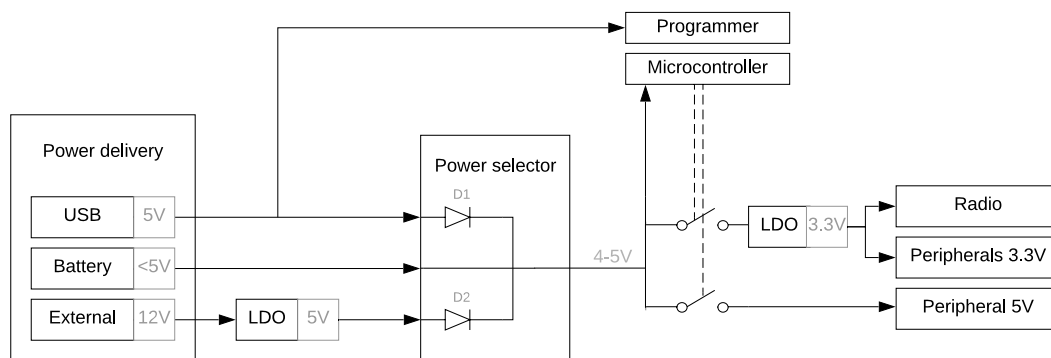 Programmer
Microcontroller
Power delivery
Power selector
USB 5V
D1
Radio
LDO 3.3V
Battery <5V
4-5V
Peripherals 3.3V
External 12V
LDO 5V
D2
Peripheral 5V